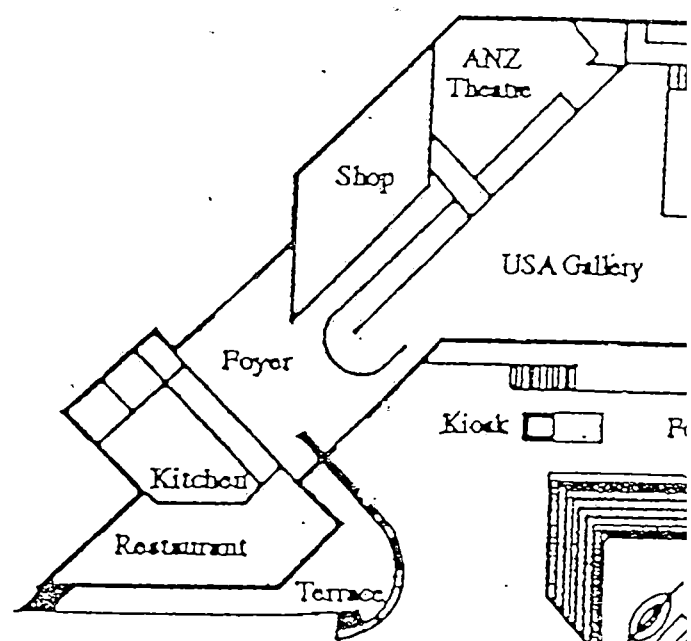 ANZ
Theatre
Shop
USA Gallery
Foyer
Kiosk
Kitchen
Restaurant
Terrace